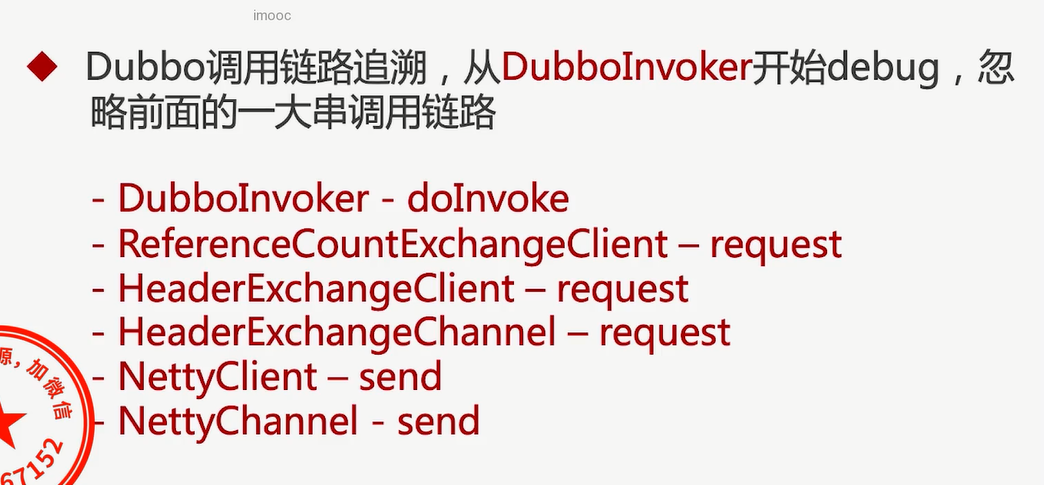 imooc
◆ Dubbo调用链路追溯，从DubboInvoker开始debug，忽
略前面的一大串调用链路
- DubboInvoker - doInvoke
- ReferenceCountExchangeClient – request
- HeaderExchangeClient – request
- HeaderExchangeChannel – request
- NettyClient – send
- NettyChannel - send
源，加微信
67152